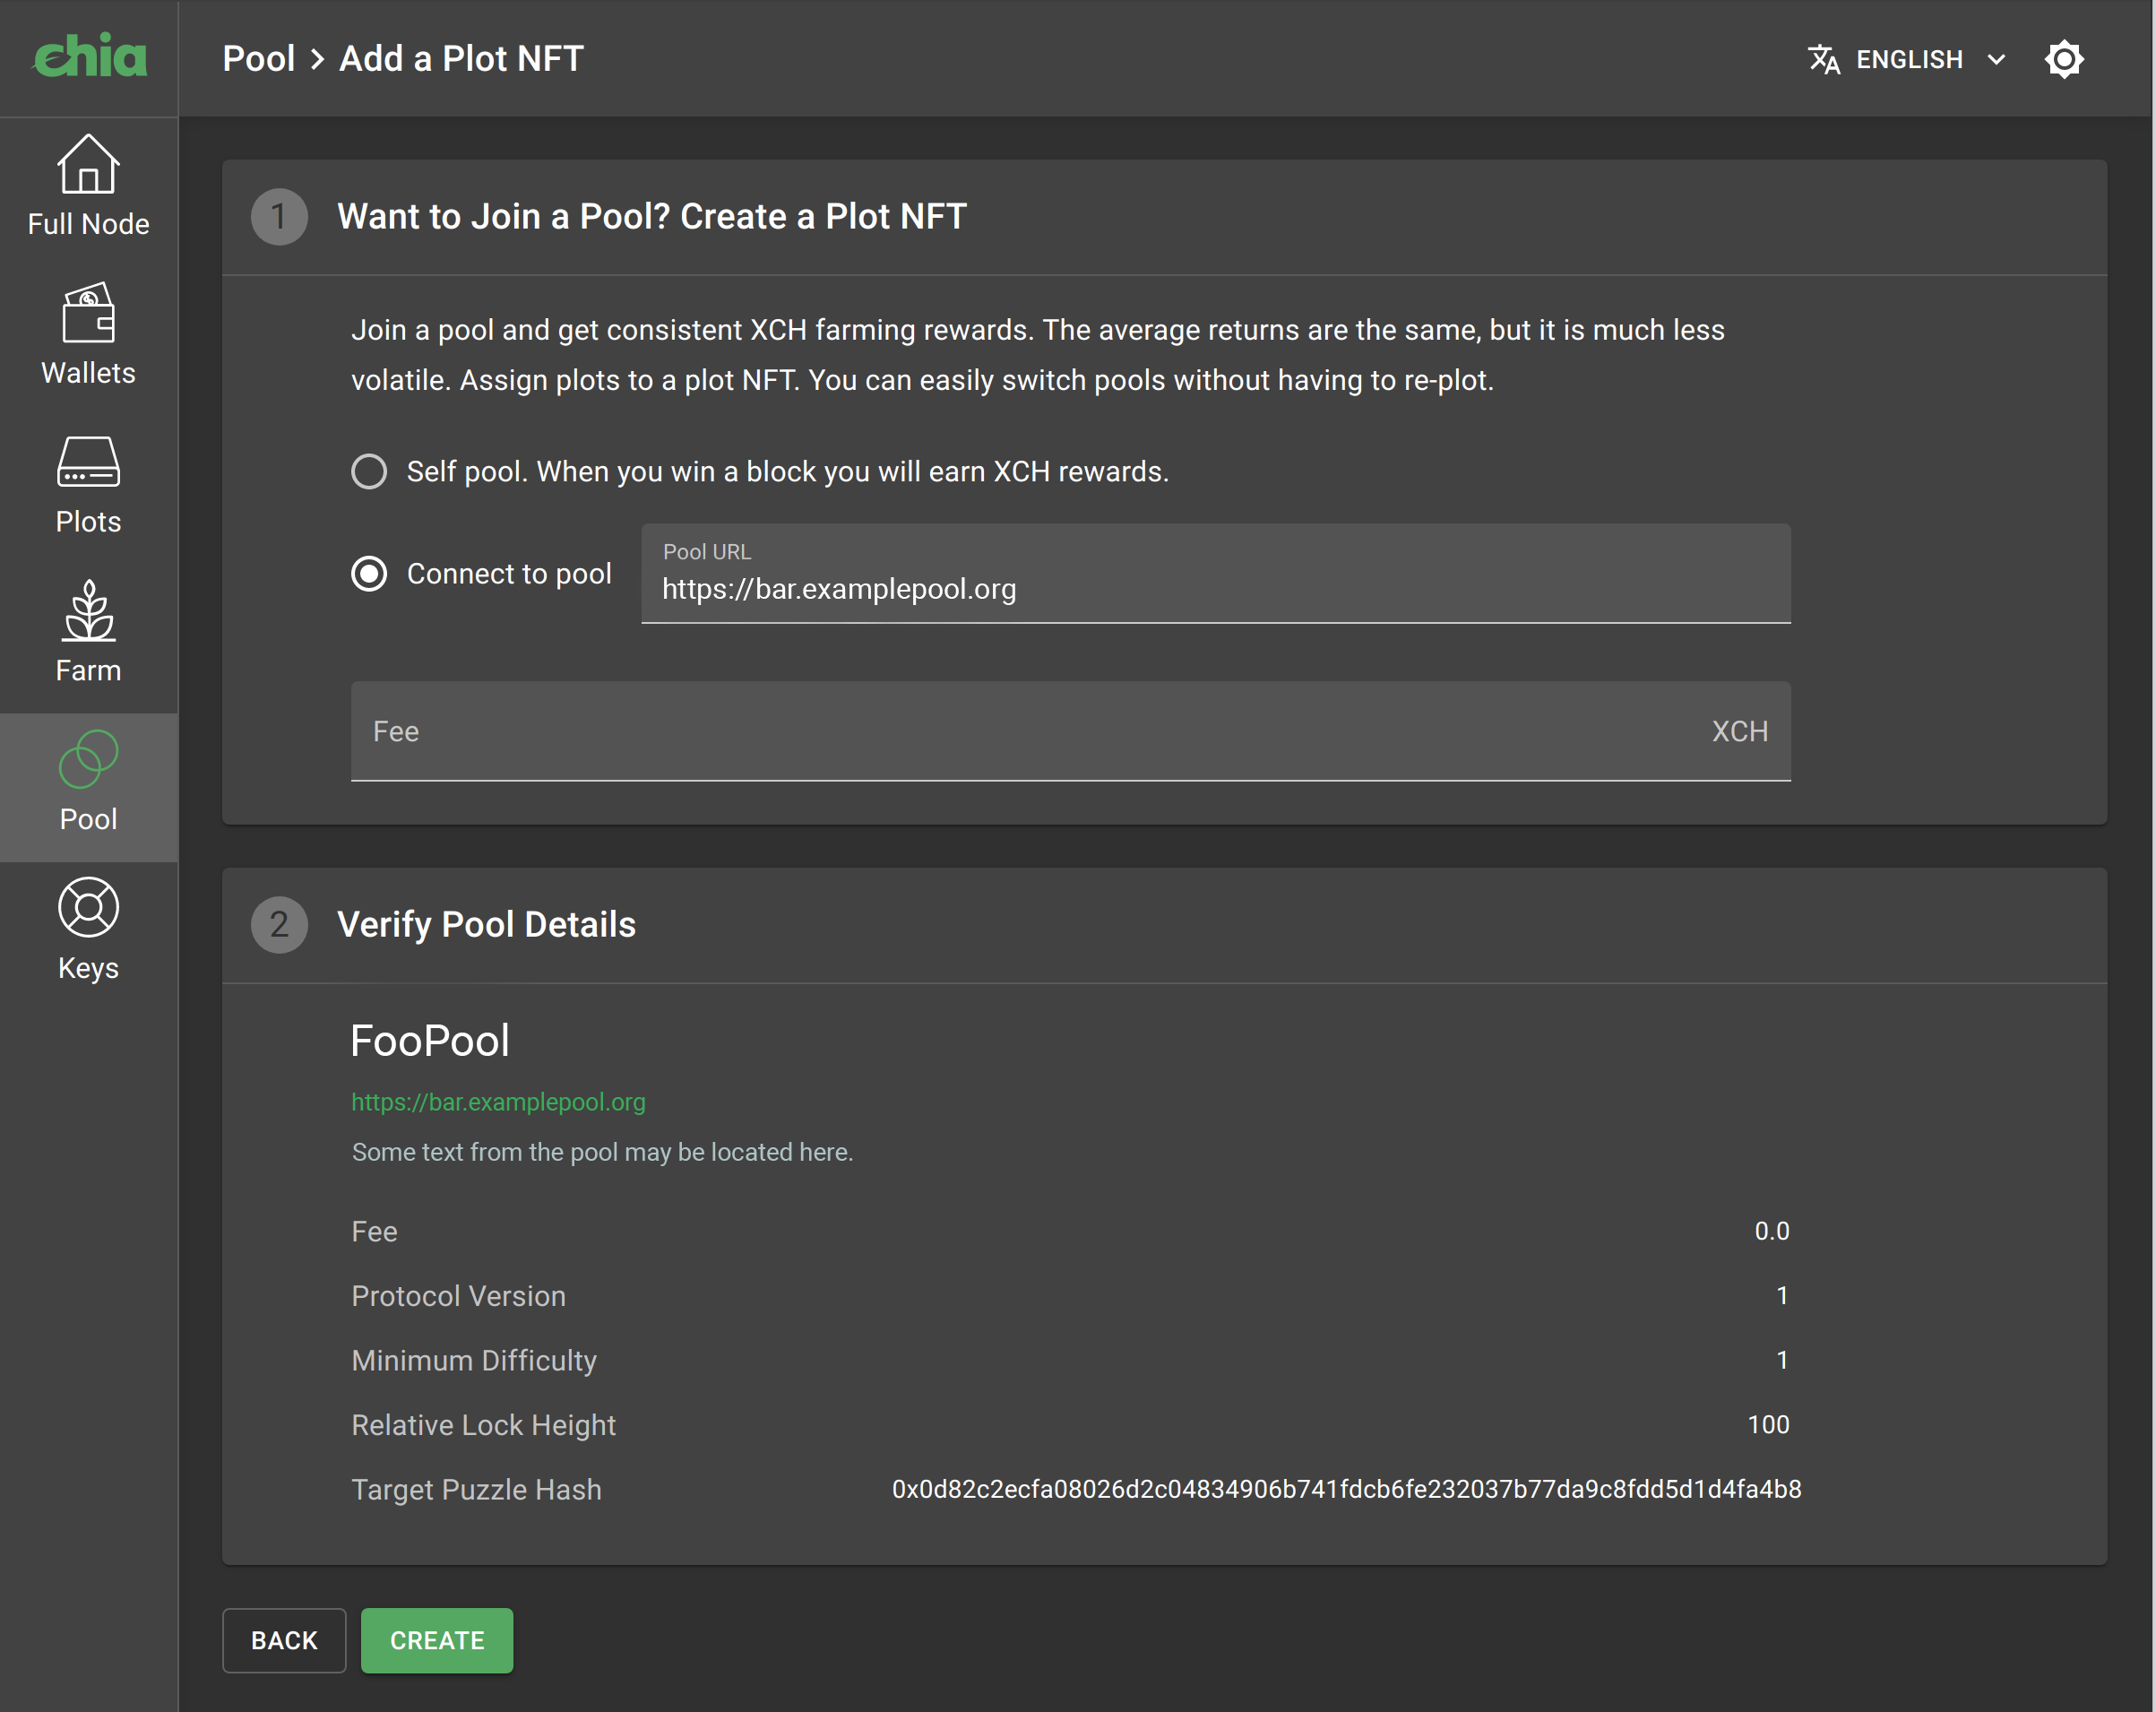 chia
Pool > Add a Plot NFT
ENGLISH
Full Node
Wallets
Plots
Farm
Pool
Keys
1 Want to Join a Pool? Create a Plot NFT
Join a pool and get consistent XCH farming rewards. The average returns are the same, but it is much less
volatile. Assign plots to a plot NFT. You can easily switch pools without having to re-plot.
Self pool. When you win a block you will earn XCH rewards.
Connect to pool
Pool URL
https://bar.examplepool.org
Fee XCH
2 Verify Pool Details
FooPool
https://bar.examplepool.org
Some text from the pool may be located here.
Fee 0.0
Protocol Version 1
Minimum Difficulty 1
Relative Lock Height 100
Target Puzzle Hash 0x0d82c2ecfa08026d2c04834906b741fdcb6fe232037b77da9c8fdd5d1d4fa4b8
BACK CREATE